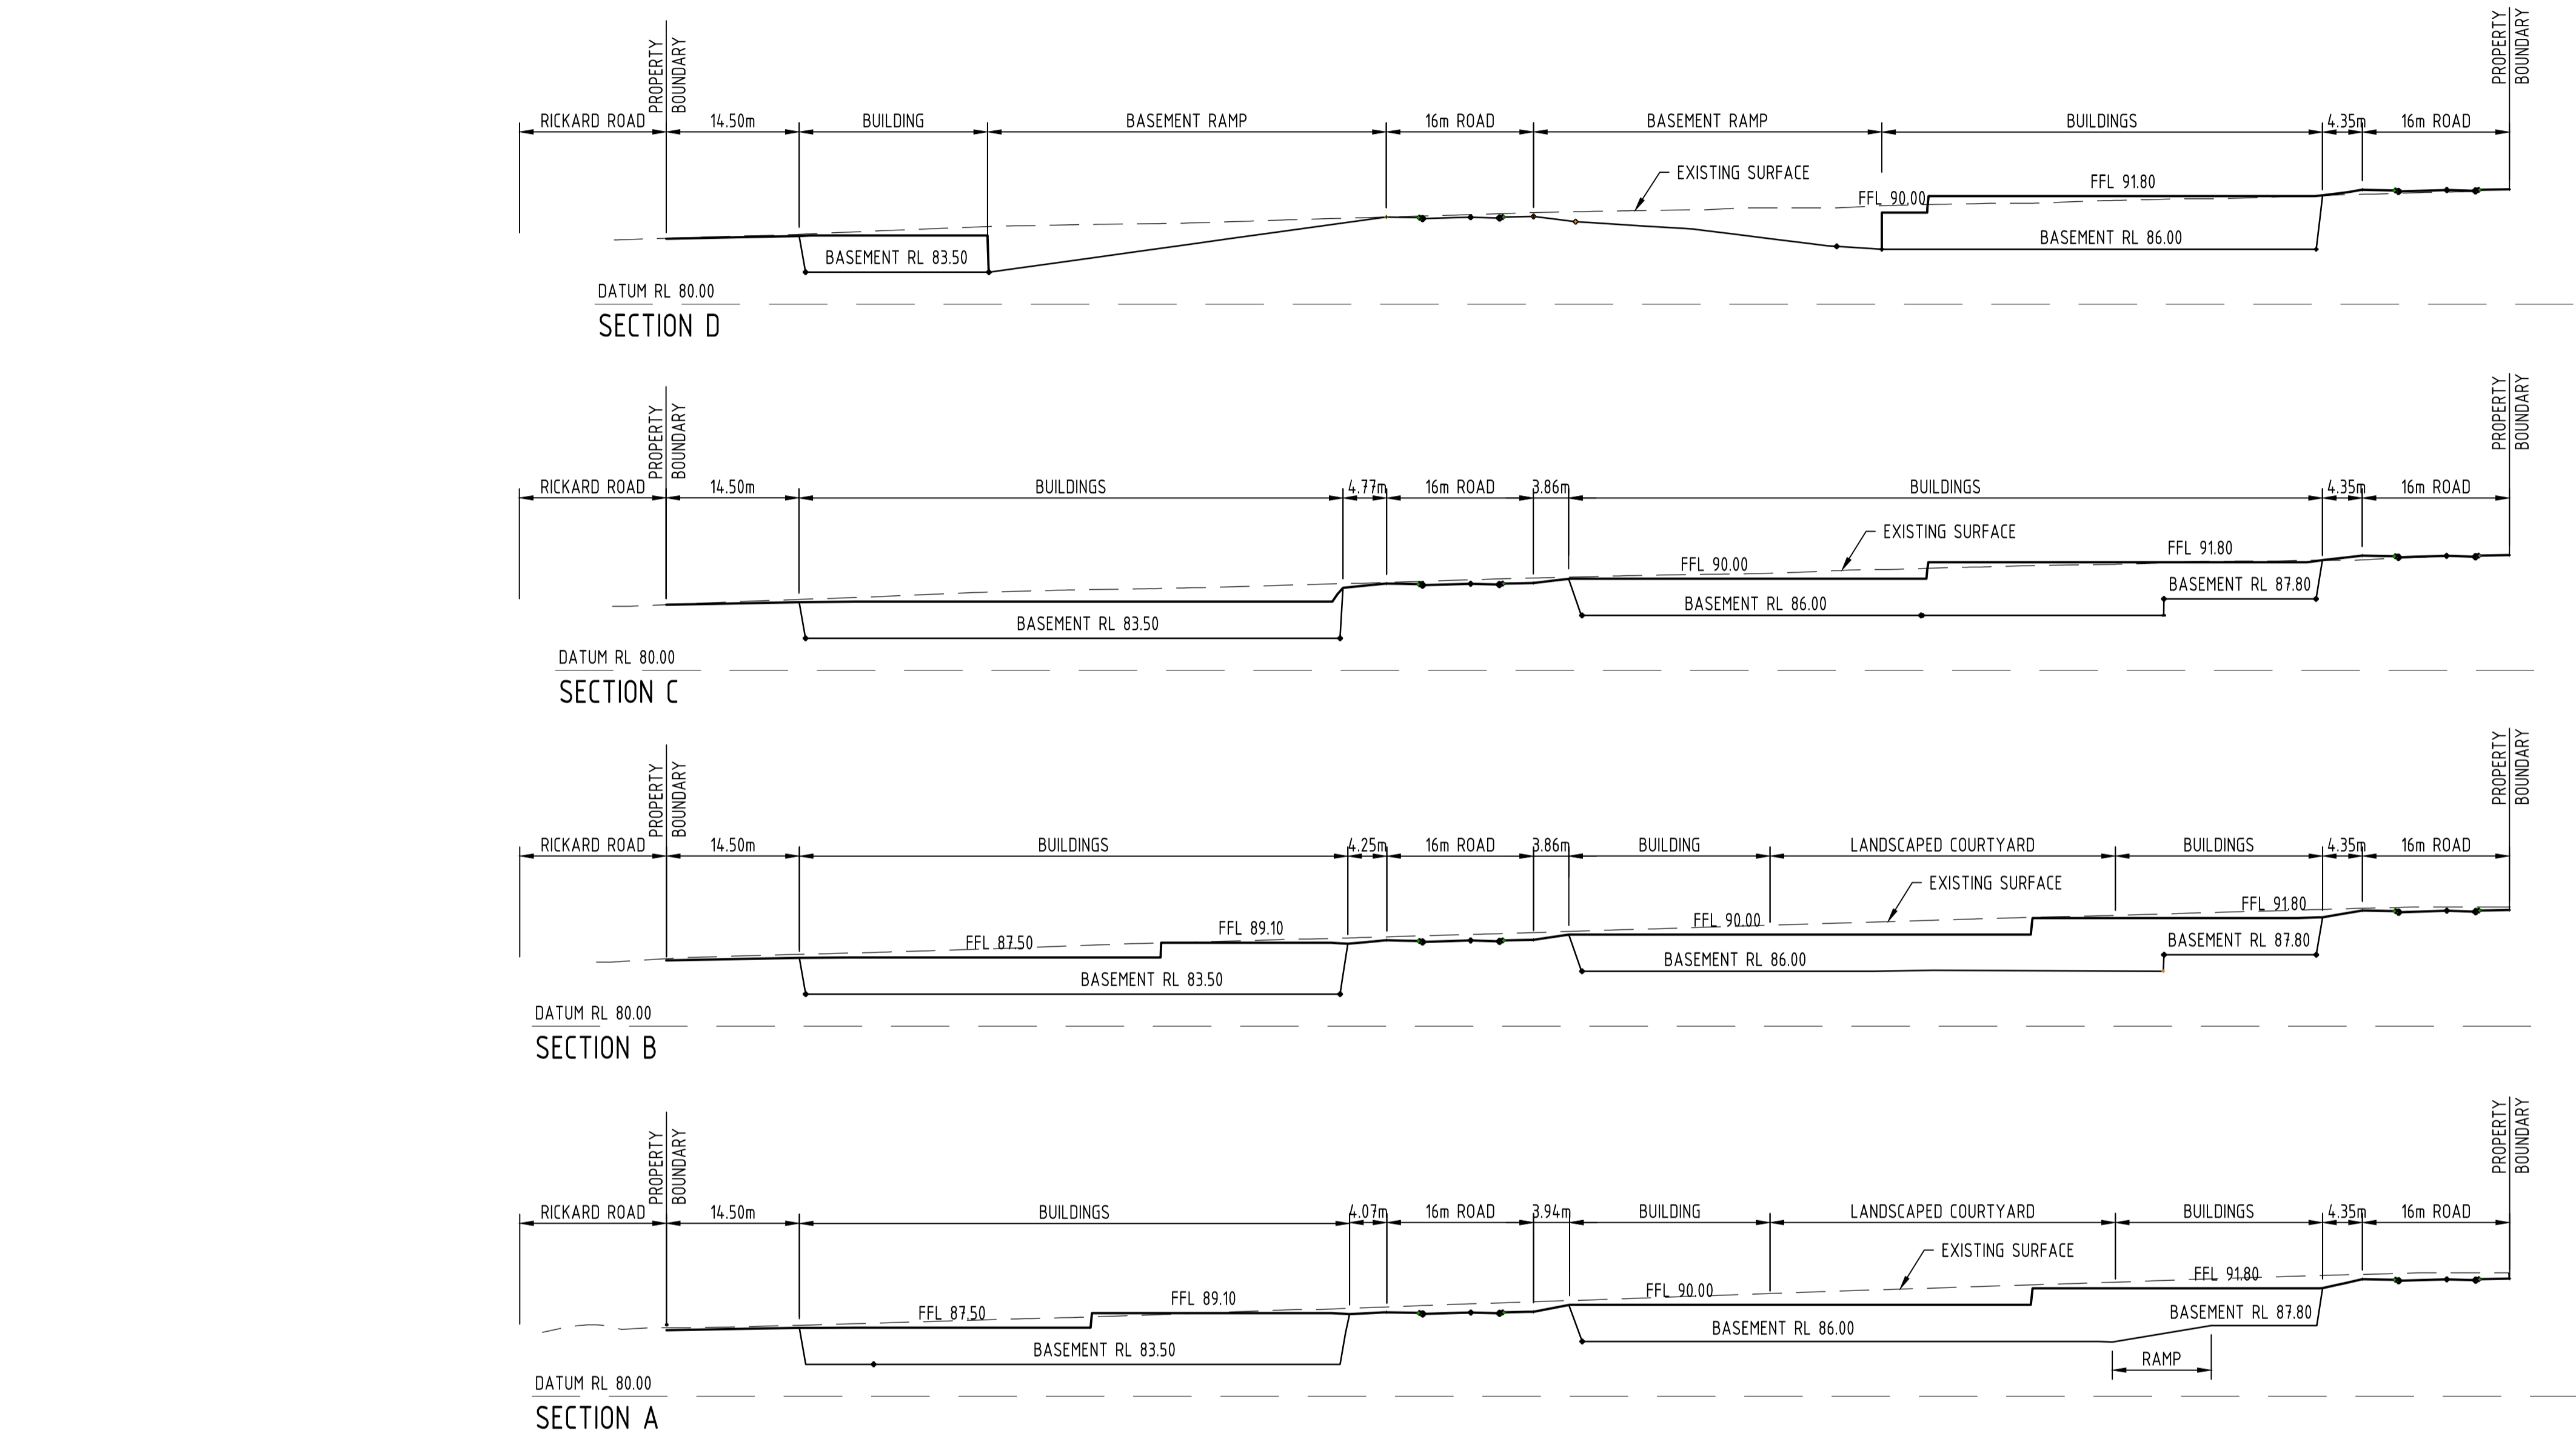 PROPERTY
BOUNDARY
PROPERTY
BOUNDARY
RICKARD ROAD 14.50m BUILDING BASEMENT RAMP 16m ROAD BASEMENT RAMP BUILDINGS 4.35m 16m ROAD
EXISTING SURFACE
FFL 90.00 FFL 91.80
BASEMENT RL 83.50 BASEMENT RL 86.00
DATUM RL 80.00
SECTION D
PROPERTY
BOUNDARY
PROPERTY
BOUNDARY
RICKARD ROAD 14.50m BUILDINGS 4.77m 16m ROAD 3.86m BUILDINGS 4.35m 16m ROAD
EXISTING SURFACE
FFL 90.00 FFL 91.80
BASEMENT RL 87.80
BASEMENT RL 83.50 BASEMENT RL 86.00
DATUM RL 80.00
SECTION C
PROPERTY
BOUNDARY
PROPERTY
BOUNDARY
RICKARD ROAD 14.50m BUILDINGS 4.25m 16m ROAD 3.86m BUILDING LANDSCAPED COURTYARD BUILDINGS 4.35m 16m ROAD
EXISTING SURFACE
FFL 87.50 FFL 89.10 FFL 90.00 FFL 91.80
BASEMENT RL 87.80
BASEMENT RL 83.50 BASEMENT RL 86.00
DATUM RL 80.00
SECTION B
PROPERTY
BOUNDARY
PROPERTY
BOUNDARY
RICKARD ROAD 14.50m BUILDINGS 4.07m 16m ROAD 3.94m BUILDING LANDSCAPED COURTYARD BUILDINGS 4.35m 16m ROAD
EXISTING SURFACE
FFL 87.50 FFL 89.10 FFL 90.00 FFL 91.80
BASEMENT RL 87.80
BASEMENT RL 83.50 BASEMENT RL 86.00
RAMP
DATUM RL 80.00
SECTION A